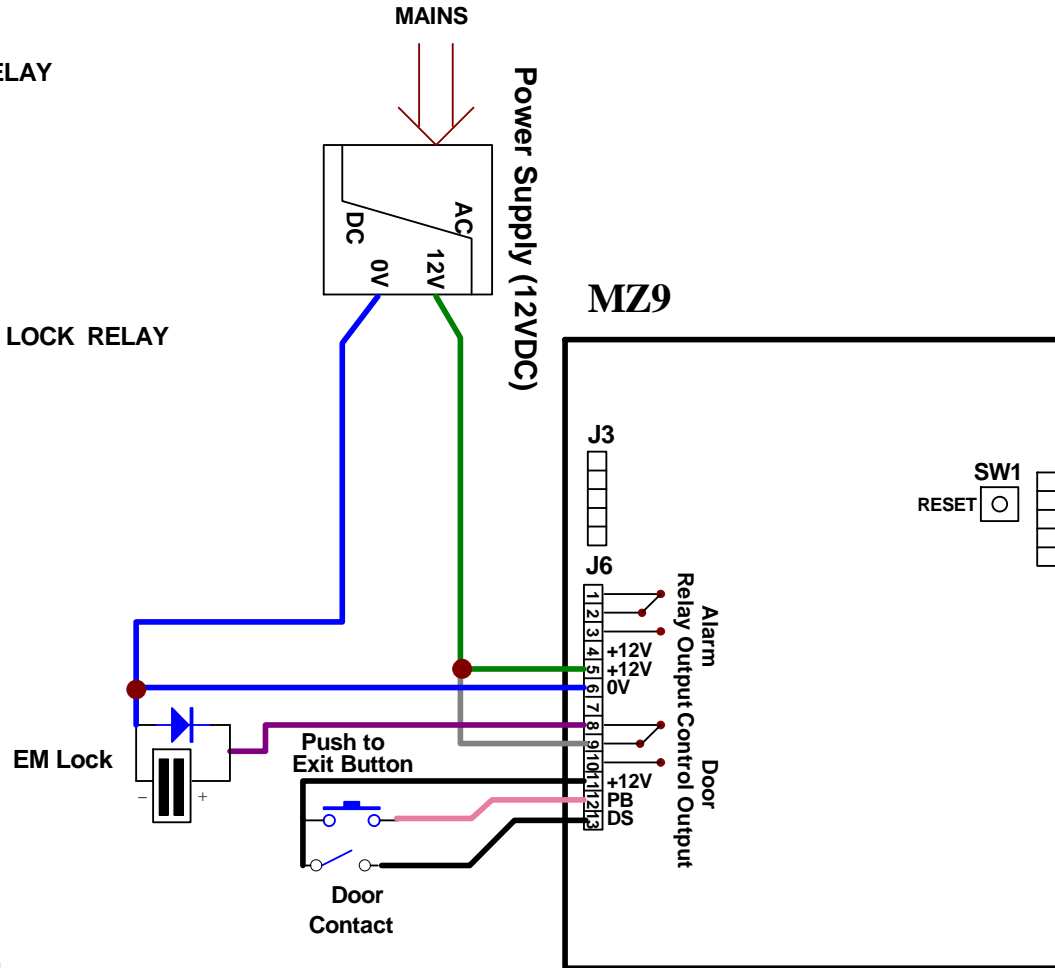 MAINS
ELAY
Power Supply (12VDC)
DC
AC
0V
12V
LOCK RELAY
MZ9
J3
SW1
RESET
J6
1
2
3
4
5
6
7
8
9
10
11
12
13
+12V
+12V
0V
+12V
PB
DS
Alarm
Relay Output
Door
Control Output
EM Lock
-
+
Push to
Exit Button
Door
Contact